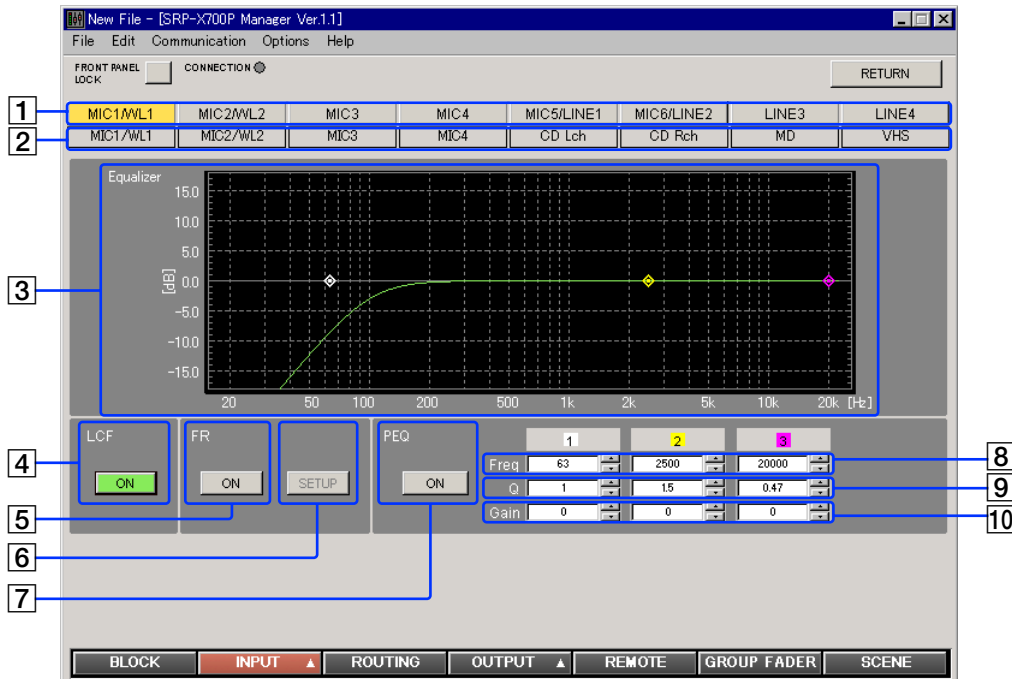 New File - [SRP-X700P Manager Ver.1.1]
File Edit Communication Options Help
FRONT PANEL LOCK CONNECTION RETURN
1 MIC1/WL1 MIC2/WL2 MIC3 MIC4 MIC5/LINE1 MIC6/LINE2 LINE3 LINE4
2 MIC1/WL1 MIC2/WL2 MIC3 MIC4 CD Lch CD Rch MD VHS
Equalizer
15.0
10.0
5.0
3 [dB] 0.0
-5.0
-10.0
-15.0
20 50 100 200 500 1k 2k 5k 10k 20k [Hz]
LCF FR PEQ 1 2 3
4 Freq 63 2500 20000 8
ON ON SETUP ON Q 1 1.5 0.47 9
5 Gain 0 0 0 10
6
7
BLOCK INPUT ▲ ROUTING OUTPUT ▲ REMOTE GROUP FADER SCENE